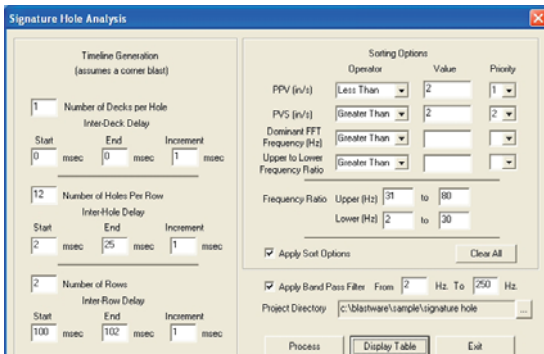 Signature Hole Analysis
Timeline Generation
(assumes a corner blast)
1 Number of Decks per Hole
Inter-Deck Delay
Start End Increment
0 msec 0 msec 1 msec
12 Number of Holes Per Row
Inter-Hole Delay
Start End Increment
2 msec 25 msec 1 msec
2 Number of Rows
Inter-Row Delay
Start End Increment
100 msec 102 msec 1 msec
Sorting Options
Operator Value Priority
PPV (in/s) Less Than 2 1
PVS (in/s) Greater Than 2 2
Dominant FFT
Frequency (Hz) Greater Than
Upper to Lower
Frequency Ratio Greater Than
Frequency Ratio Upper (Hz) 31 to 80
Lower (Hz) 2 to 30
Apply Sort Options Clear All
Apply Band Pass Filter From 2 Hz. To 250 Hz.
Project Directory c:\blastware\sample\signature hole ...
Process Display Table Exit